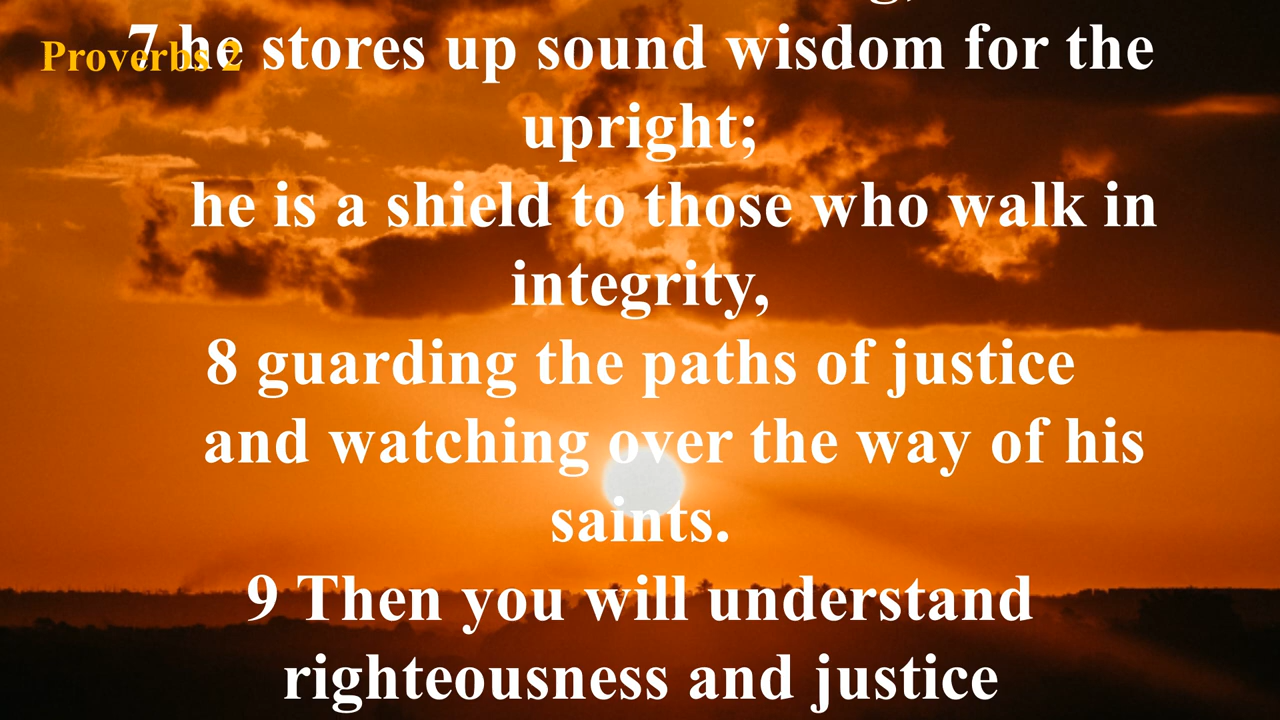 Proverbs 2
7 he stores up sound wisdom for the
upright;
he is a shield to those who walk in
integrity,
8 guarding the paths of justice
and watching over the way of his
saints.
9 Then you will understand
righteousness and justice